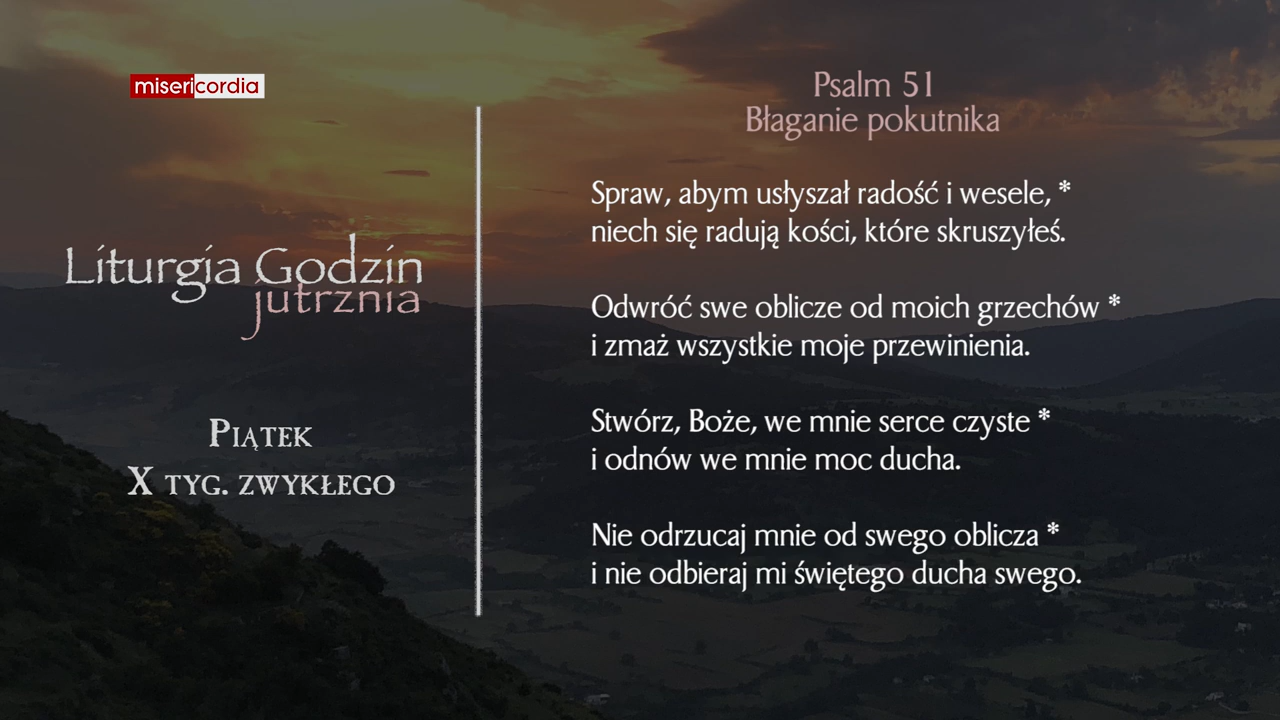 misericordia
Liturgia Godzin
jutrznia
Piątek
X tyg. zwykłego
Psalm 51
Błaganie pokutnika
Spraw, abym usłyszał radość i wesele, *
niech się radują kości, które skruszyłeś.
Odwróć swe oblicze od moich grzechów *
i zmaż wszystkie moje przewinienia.
Stwórz, Boże, we mnie serce czyste *
i odnów we mnie moc ducha.
Nie odrzucaj mnie od swego oblicza *
i nie odbieraj mi świętego ducha swego.